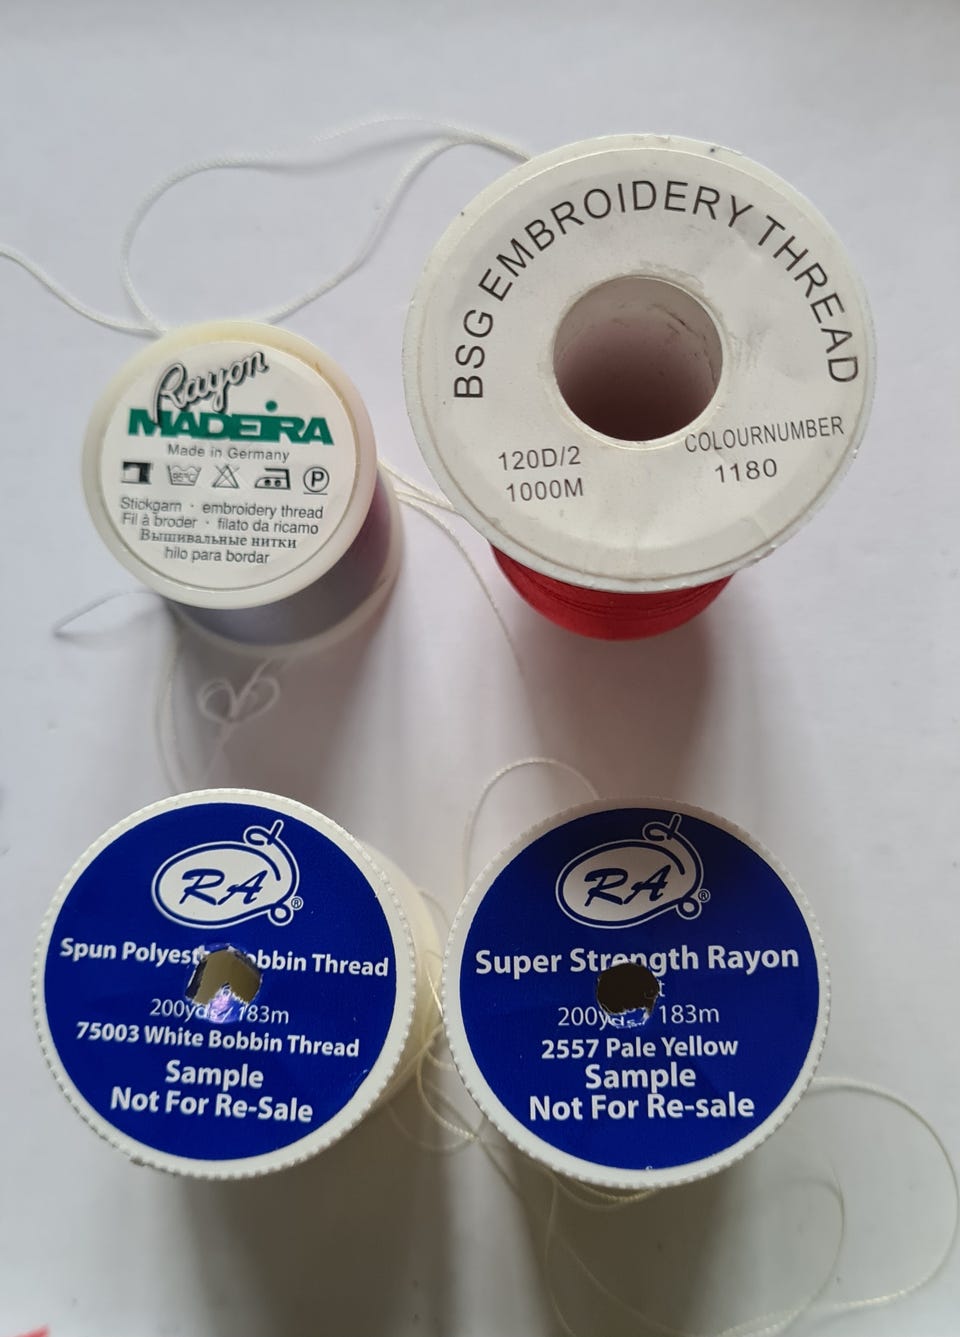 Rayon
MADEIRA
Made in Germany
95°C P
Stickgarn · embroidery thread
Fil à broder · filato da ricamo
Вышивальные нитки
hilo para bordar
BSG EMBROIDERY THREAD
120D/2
1000M
COLOURNUMBER
1180
RA®
Spun Bobbin Thread
200yds / 183m
75003 White Bobbin Thread
Sample
Not For Re-Sale
RA®
Super Strength Rayon
200yds / 183m
2557 Pale Yellow
Sample
Not For Re-sale